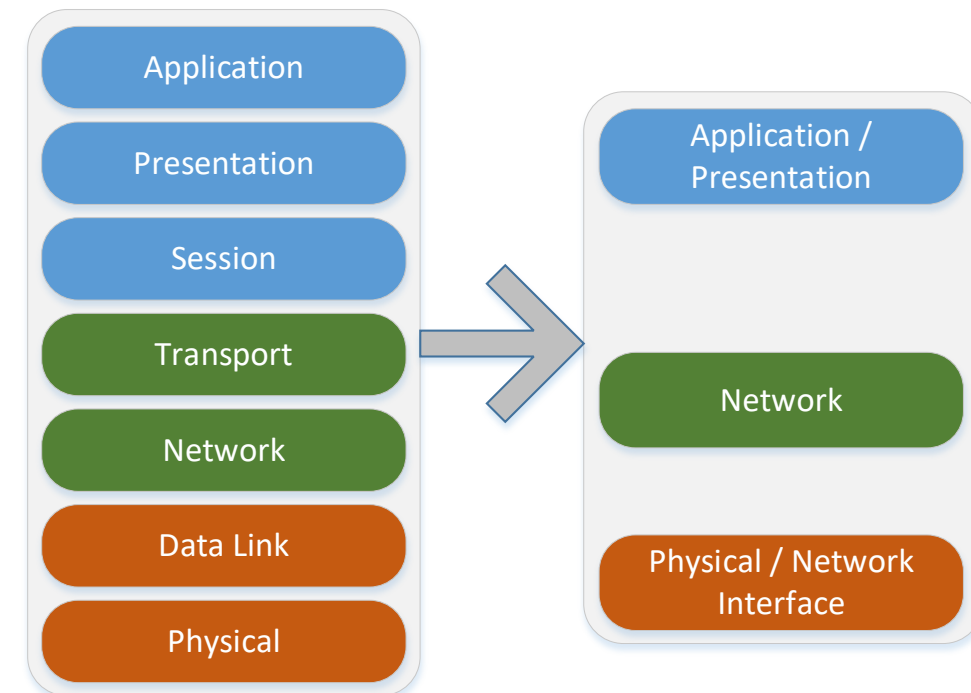 Application
Presentation
Session
Transport
Network
Data Link
Physical
Application /
Presentation
Network
Physical / Network
Interface